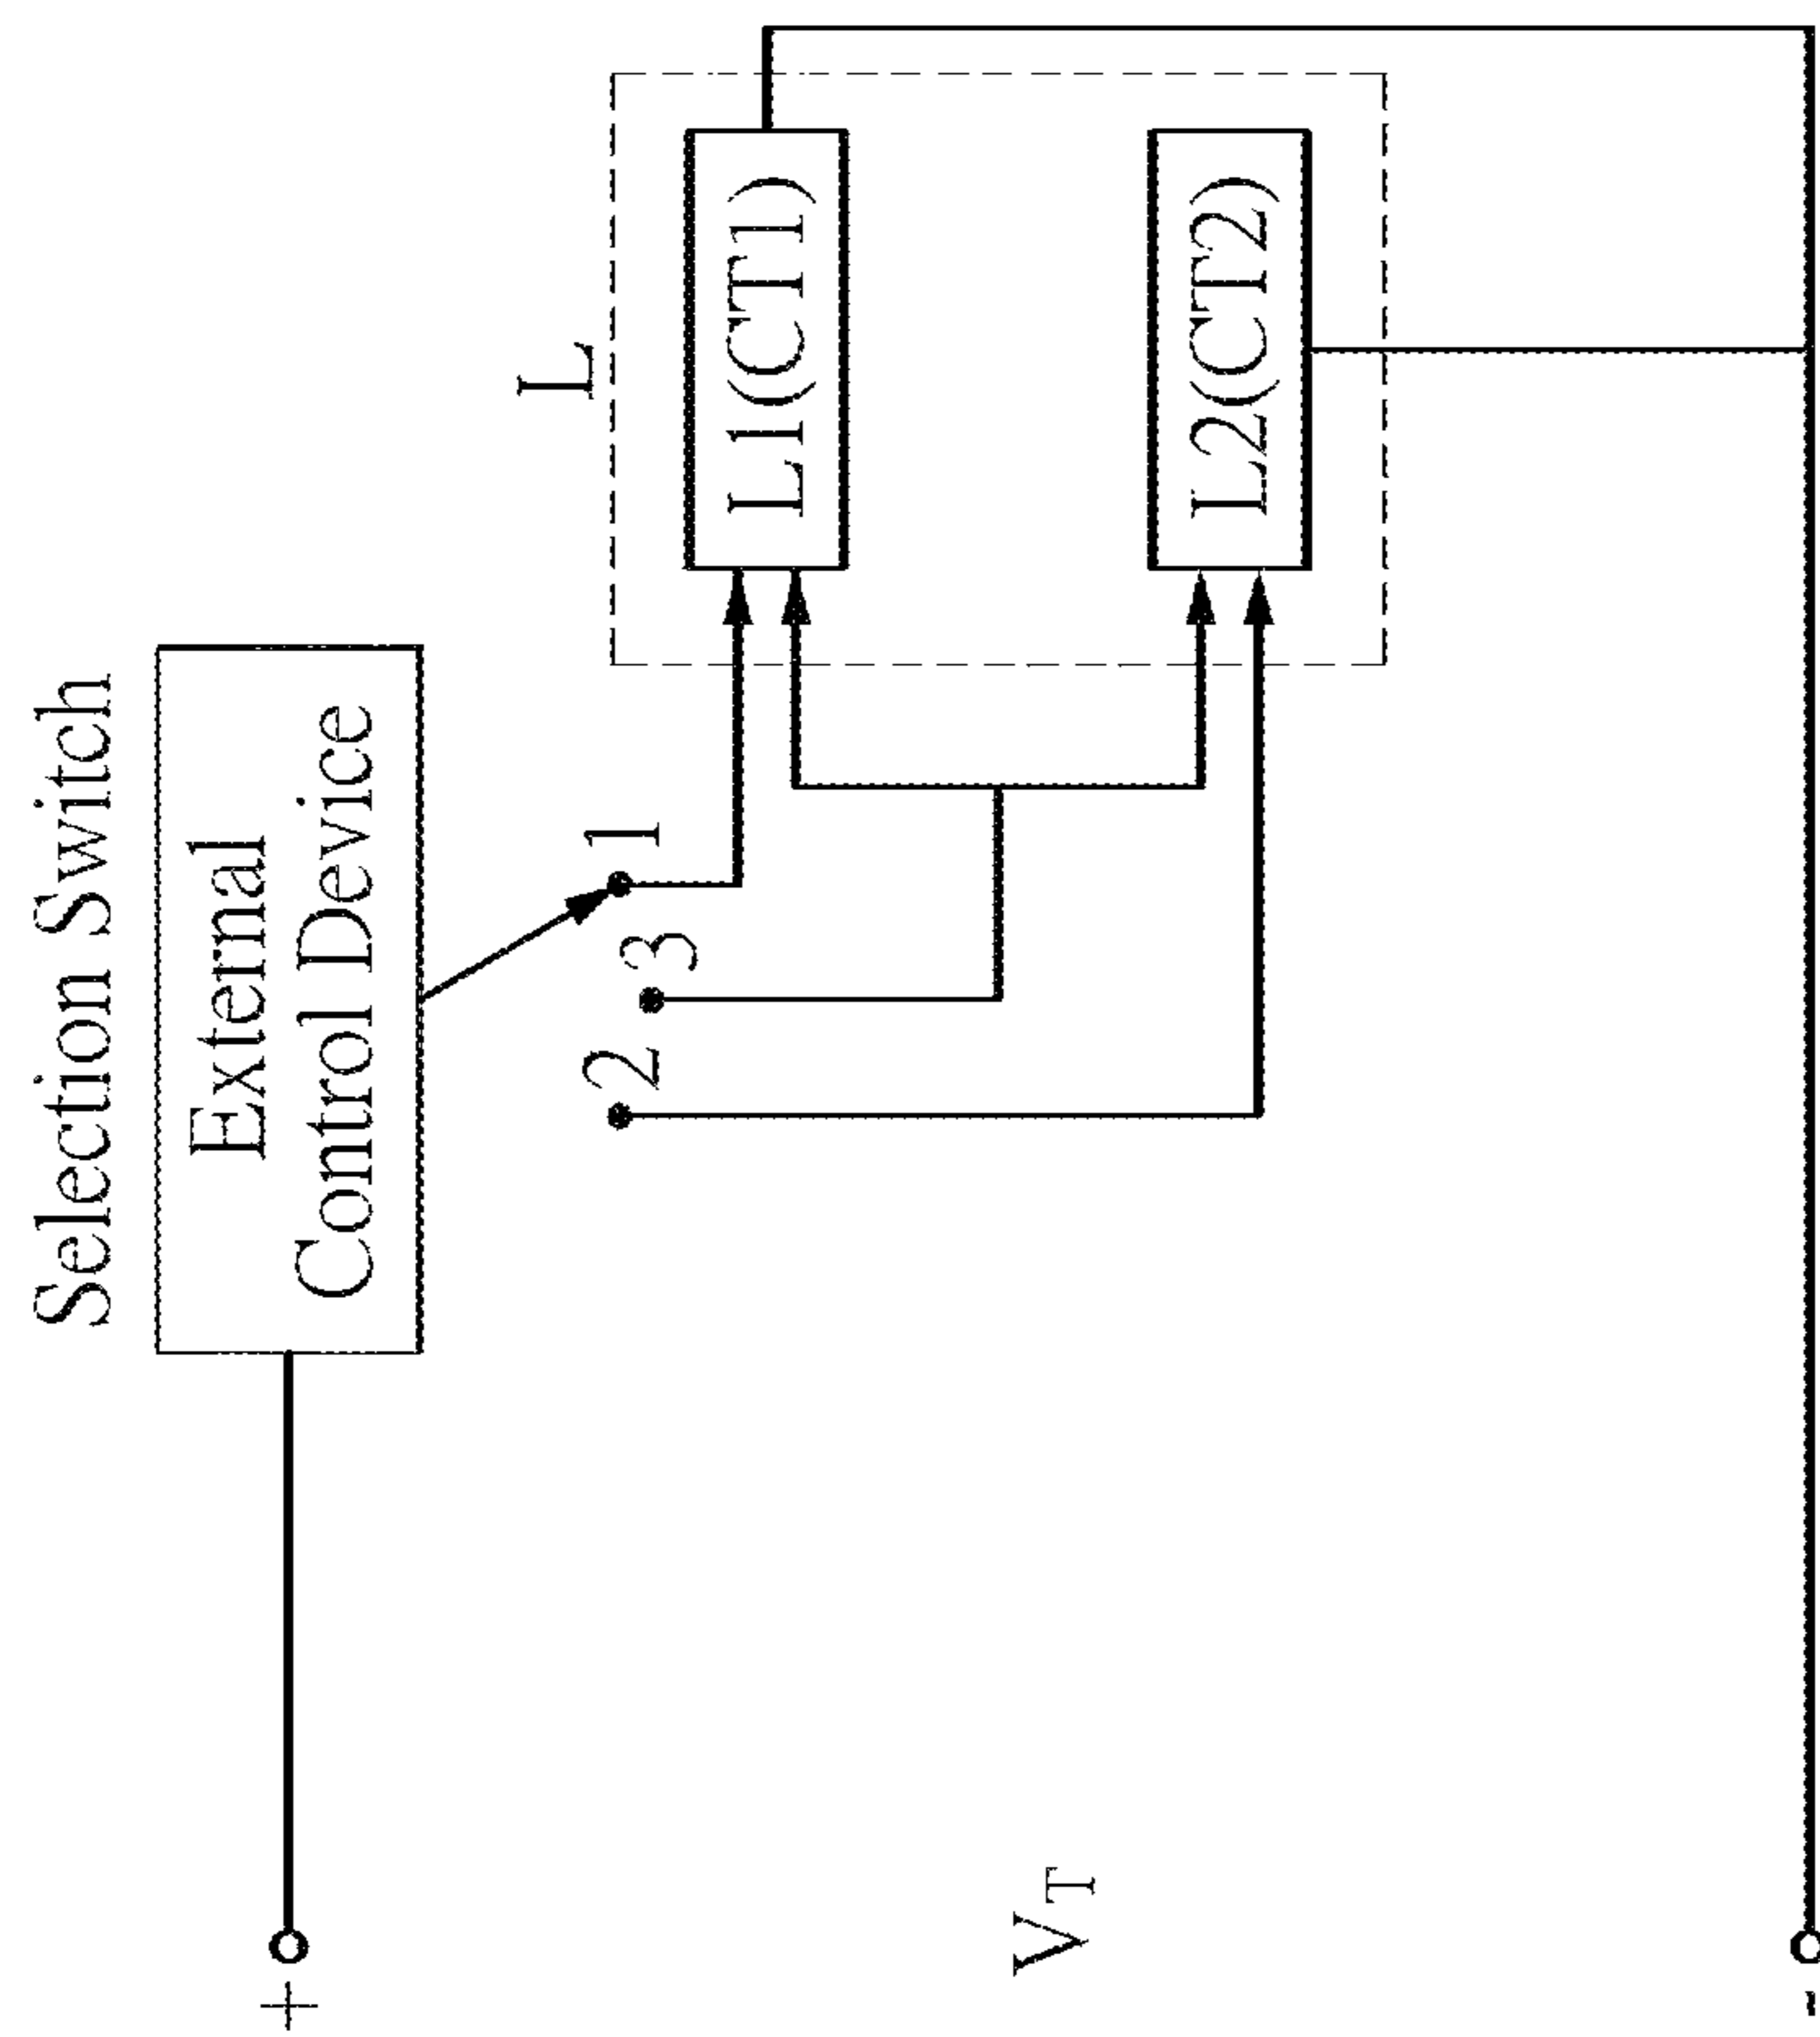 Selection Switch
External
Control Device
+
1
3
2
L
L1(CT1)
L2(CT2)
VT
-